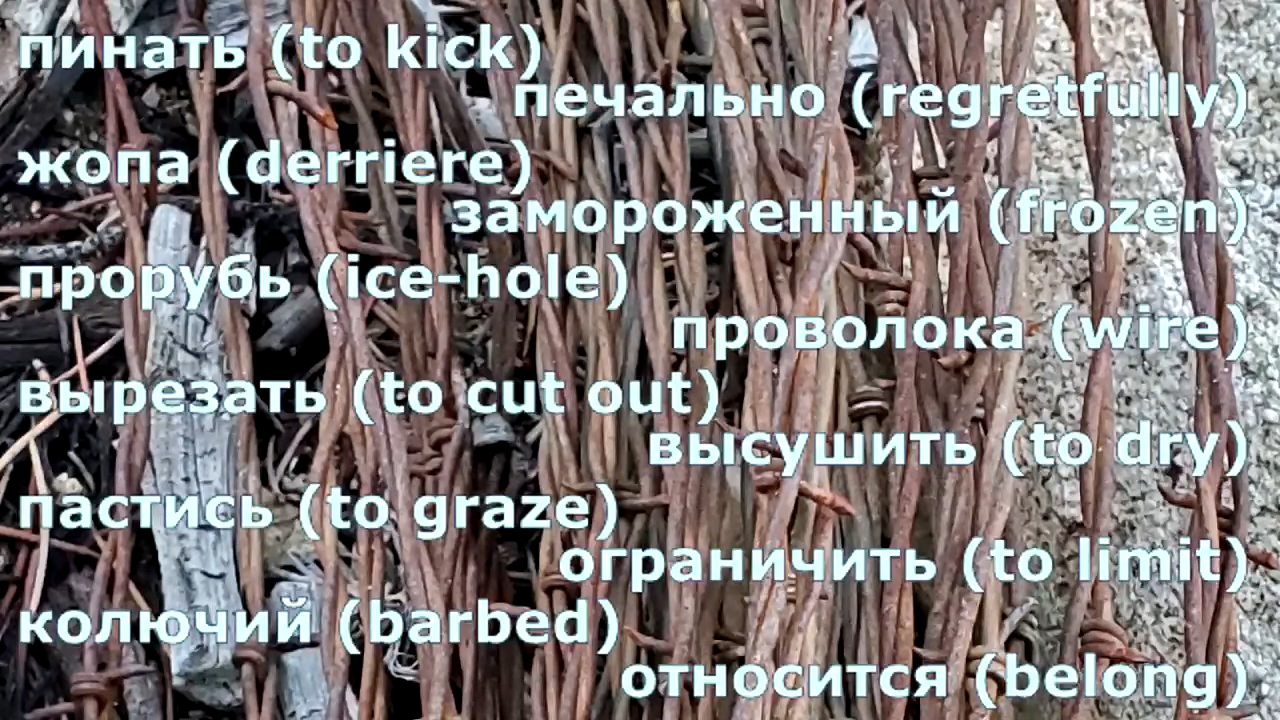 пинать (to kick)
печально (regretfully)
жопа (derriere)
замороженный (frozen)
прорубь (ice-hole)
проволока (wire)
вырезать (to cut out)
высушить (to dry)
пастись (to graze)
ограничить (to limit)
колючий (barbed)
относится (belong)